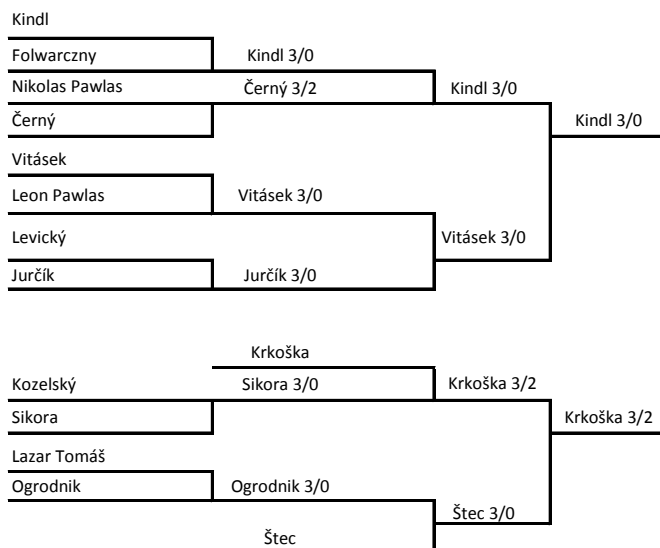 Kindl
Folwarczny Kindl 3/0
Nikolas Pawlas Černý 3/2 Kindl 3/0
Černý Kindl 3/0
Vitásek
Leon Pawlas Vitásek 3/0
Levický Vitásek 3/0
Jurčík Jurčík 3/0
Krkoška
Kozelský Sikora 3/0 Krkoška 3/2
Sikora Krkoška 3/2
Lazar Tomáš
Ogrodnik Ogrodnik 3/0
Štec 3/0
Štec